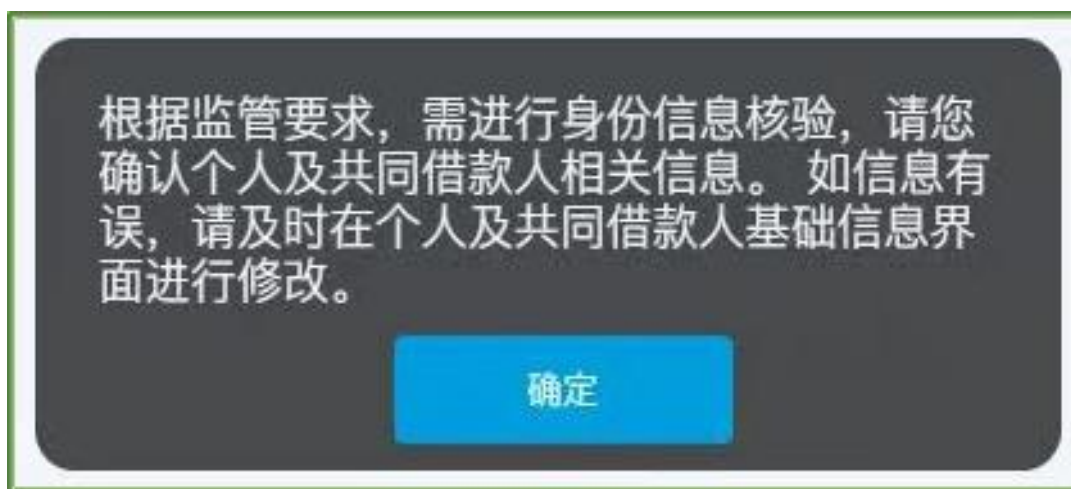 根据监管要求，需进行身份信息核验，请您
确认个人及共同借款人相关信息。 如信息有
误，请及时在个人及共同借款人基础信息界
面进行修改。
确定